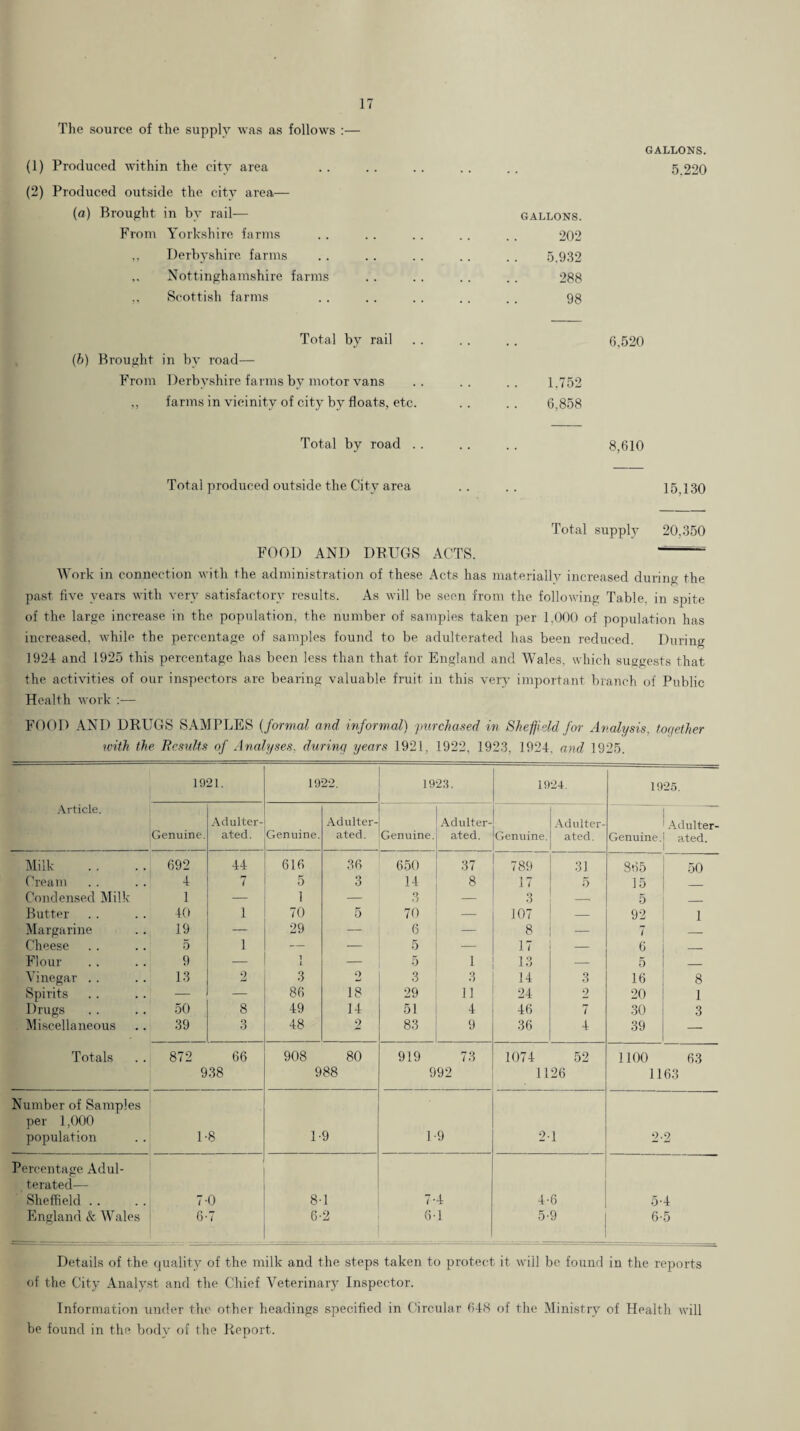 17
The source of the supply was as follows :—
GALLONS.
(1) Produced within the city area . . . . . . . . . . 5,220
(2) Produced outside the city area—
(a) Brought in by rail— GALLONS.
From Yorkshire farms . . . . . . . . . . 202
,, Derbyshire farms . . . . . . . . . . 5,932
,, Nottinghamshire farms . . . . . . . . 288
,, Scottish farms . . . . . . . . . . 98
Total by rail . . . . . . 6,520
(b) Brought in by road—
From Derbyshire farms by motor vans . . . . . . 1,752
,, farms in vicinity of city by floats, etc. . . . . 6,858
Total by road . . . . . . 8,610
Total produced outside the City area . . . . 15,130
Total supply 20,350
FOOD AND DRUGS ACTS.
Work in connection with the administration of these Acts has materially increased during the
past five years with very satisfactory results. As will be seen from the following Table, in spite
of the large increase in the population, the number of samples taken per 1,000 of population has
increased, while the percentage of samples found to be adulterated has been reduced. During
1924 and 1925 this percentage has been less than that for England and Wales, which suggests that
the activities of our inspectors are bearing valuable fruit in this very important branch of Public
Health work :—
FOOD AND DRUGS SAMPLES (formal and informal) purchased in Sheffield for Analysis, together
with the Results of Analyses, during years 1921, 1922, 1923, 1924, and 1925.
Article. 1921. 1922. 1923. 1924. 1925.
Genuine. Adulter-ated. Genuine. Adulter-ated. Genuine. Adulter-ated. Genuine. Adulter-ated. Genuine. Adulter-ated.
Milk . . . . 692 44 616 36 650 37 789 31 865 50
Cream . . . . 4 7 5 3 14 8 17 5 15 —
Condensed Milk 1 — 1 — 3 — 3 — 5 —
Butter . . . . 40 1 70 5 70 — 107 — 92 1
Margarine . . 19 — 29 — 6 — 8 — 7 —
Cheese . . . . 5 1 — — 5 — 17 — 6 —
Flour . . . . 9 — 1 — 5 1 13 — 5 —
Vinegar . . . . 13 2 3 2 3 3 14 3 16 8
Spirits . . . . — — 86 18 29 11 24 2 20 1
Drugs . . . . 50 8 49 14 51 4 46 7 30 3
Miscellaneous . . 39 3 48 2 83 9 36 4 39 —
Totals . . 872 66 908 80 919 73 1074 52 1100 63
938 988 992 1126 1163
Number of Samples
per 1,000
population . . 1·8 1·9 1·9 2·1 2·2
Percentage Adul-
terated—
Sheffield . . . . 7·0 8·1 7·4 4·6 5·4
England & Wales 6·7 6·2 6·1 5·9 6·5
Details of the quality of the milk and the steps taken to protect it will be found in the reports
of the City Analyst and the Chief Veterinary Inspector.
Information under the other headings specified in Circular 648 of the Ministry of Health will
be found in the body of the Report.